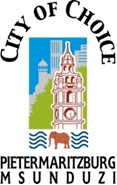 CITY OF CHOICE
PIETERMARITZBURG
MSUNDUZI